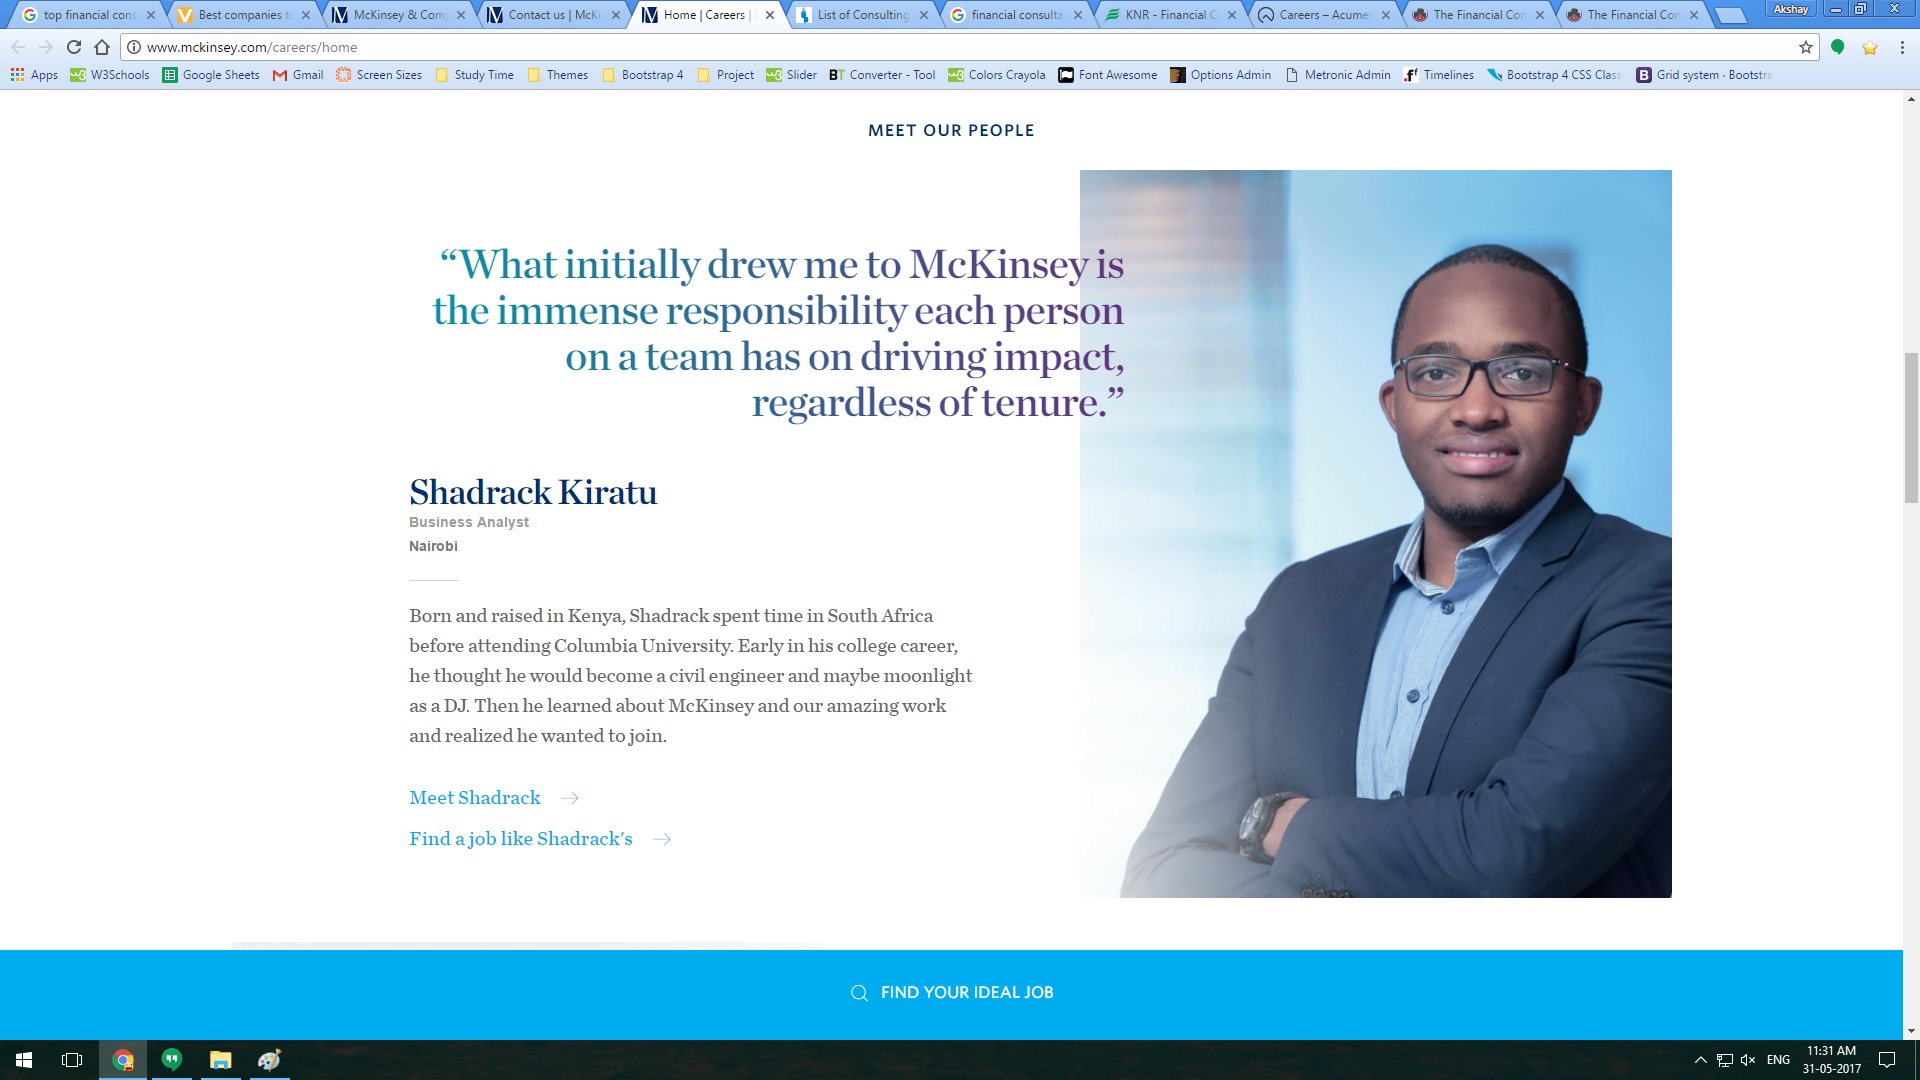 top financial cons
Best companies t
McKinsey & Com
Contact us | McKi
Home | Careers |
List of Consulting
financial consulta
KNR - Financial C
Careers – Acume
The Financial Con
The Financial Con
Akshay
www.mckinsey.com/careers/home
Apps
W3Schools
Google Sheets
Gmail
Screen Sizes
Study Time
Themes
Bootstrap 4
Project
Slider
BT Converter - Tool
Colors Crayola
Font Awesome
Options Admin
Metronic Admin
Timelines
Bootstrap 4 CSS Class
B Grid system · Bootstra
MEET OUR PEOPLE
“What initially drew me to McKinsey is
the immense responsibility each person
on a team has on driving impact,
regardless of tenure.”
Shadrack Kiratu
Business Analyst
Nairobi
Born and raised in Kenya, Shadrack spent time in South Africa
before attending Columbia University. Early in his college career,
he thought he would become a civil engineer and maybe moonlight
as a DJ. Then he learned about McKinsey and our amazing work
and realized he wanted to join.
Meet Shadrack
Find a job like Shadrack's
FIND YOUR IDEAL JOB
ENG
11:31 AM
31-05-2017